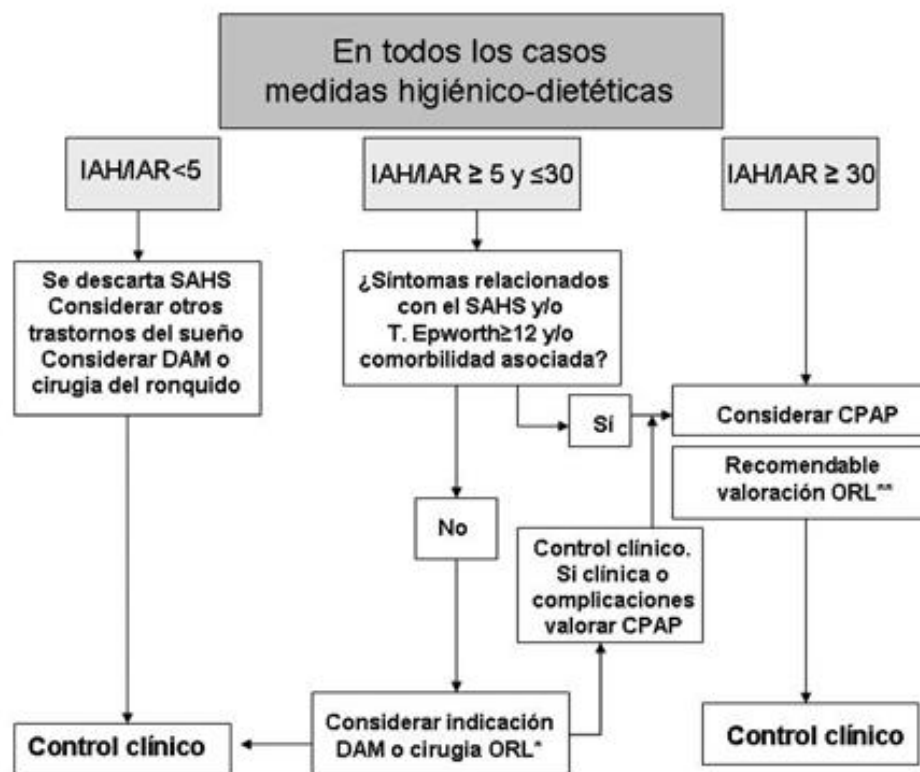 En todos los casos
medidas higiénico-dietéticas
IAH/IAR<5
IAH/IAR ≥ 5 y ≤30
IAH/IAR ≥ 30
Se descarta SAHS
Considerar otros
trastornos del sueño
Considerar DAM o
cirugia del ronquido
¿Síntomas relacionados
con el SAHS y/o
T. Epworth≥12 y/o
comorbilidad asociada?
Sí
Considerar CPAP
Recomendable
valoración ORL**
No
Control clínico.
Si clínica o
complicaciones
valorar CPAP
Considerar indicación
DAM o cirugia ORL*
Control clínico
Control clínico